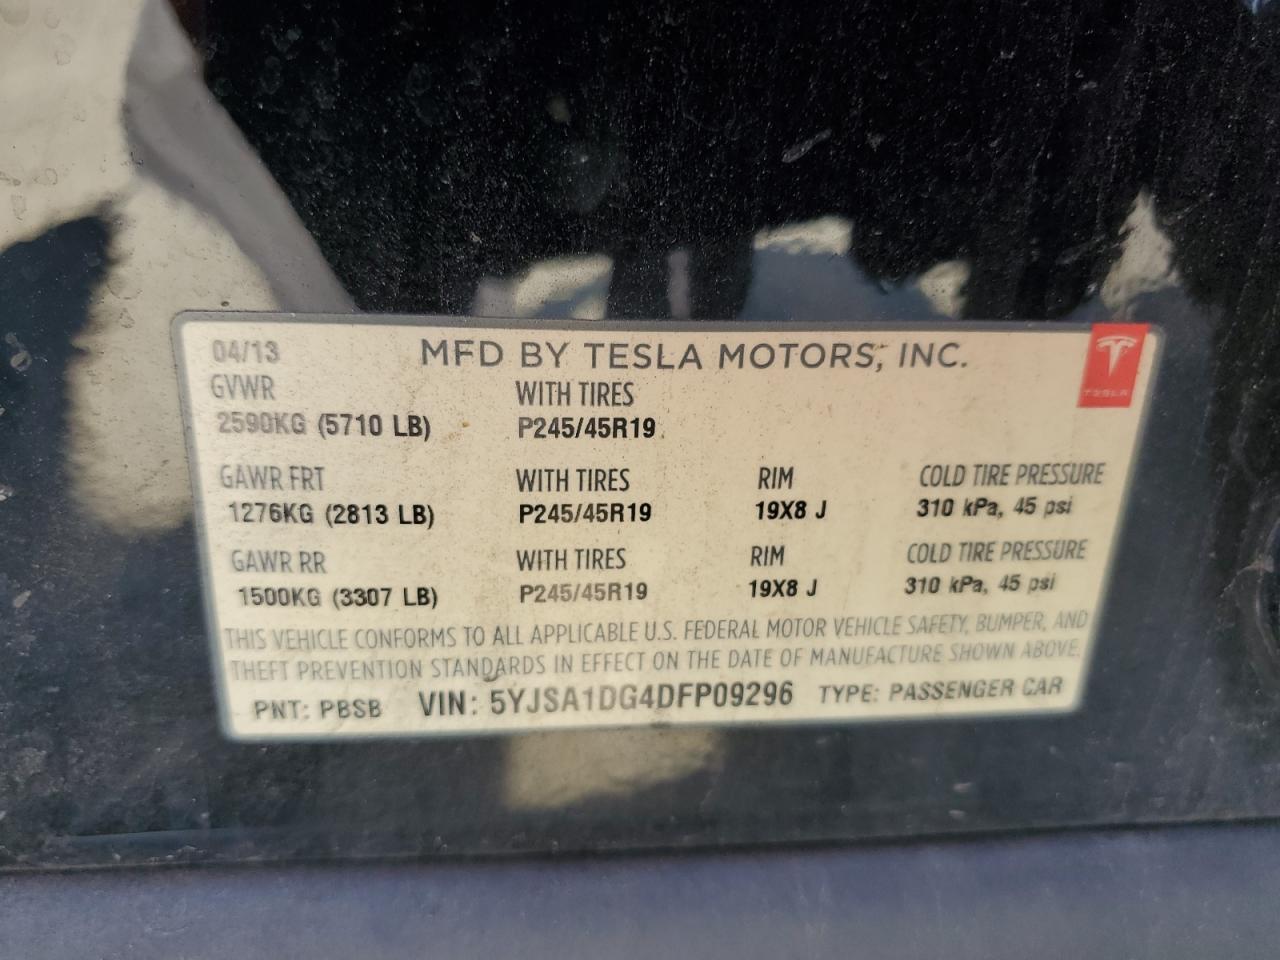 04/13 MFD BY TESLA MOTORS, INC.
TESLA
GVWR WITH TIRES
2590KG (5710 LB) P245/45R19
GAWR FRT WITH TIRES RIM COLD TIRE PRESSURE
1276KG (2813 LB) P245/45R19 19X8 J 310 kPa, 45 psi
GAWR RR WITH TIRES RIM COLD TIRE PRESSURE
1500KG (3307 LB) P245/45R19 19X8 J 310 kPa, 45 psi
THIS VEHICLE CONFORMS TO ALL APPLICABLE U.S. FEDERAL MOTOR VEHICLE SAFETY, BUMPER, AND
THEFT PREVENTION STANDARDS IN EFFECT ON THE DATE OF MANUFACTURE SHOWN ABOVE.
PNT: PBSB VIN: 5YJSA1DG4DFP09296 TYPE: PASSENGER CAR